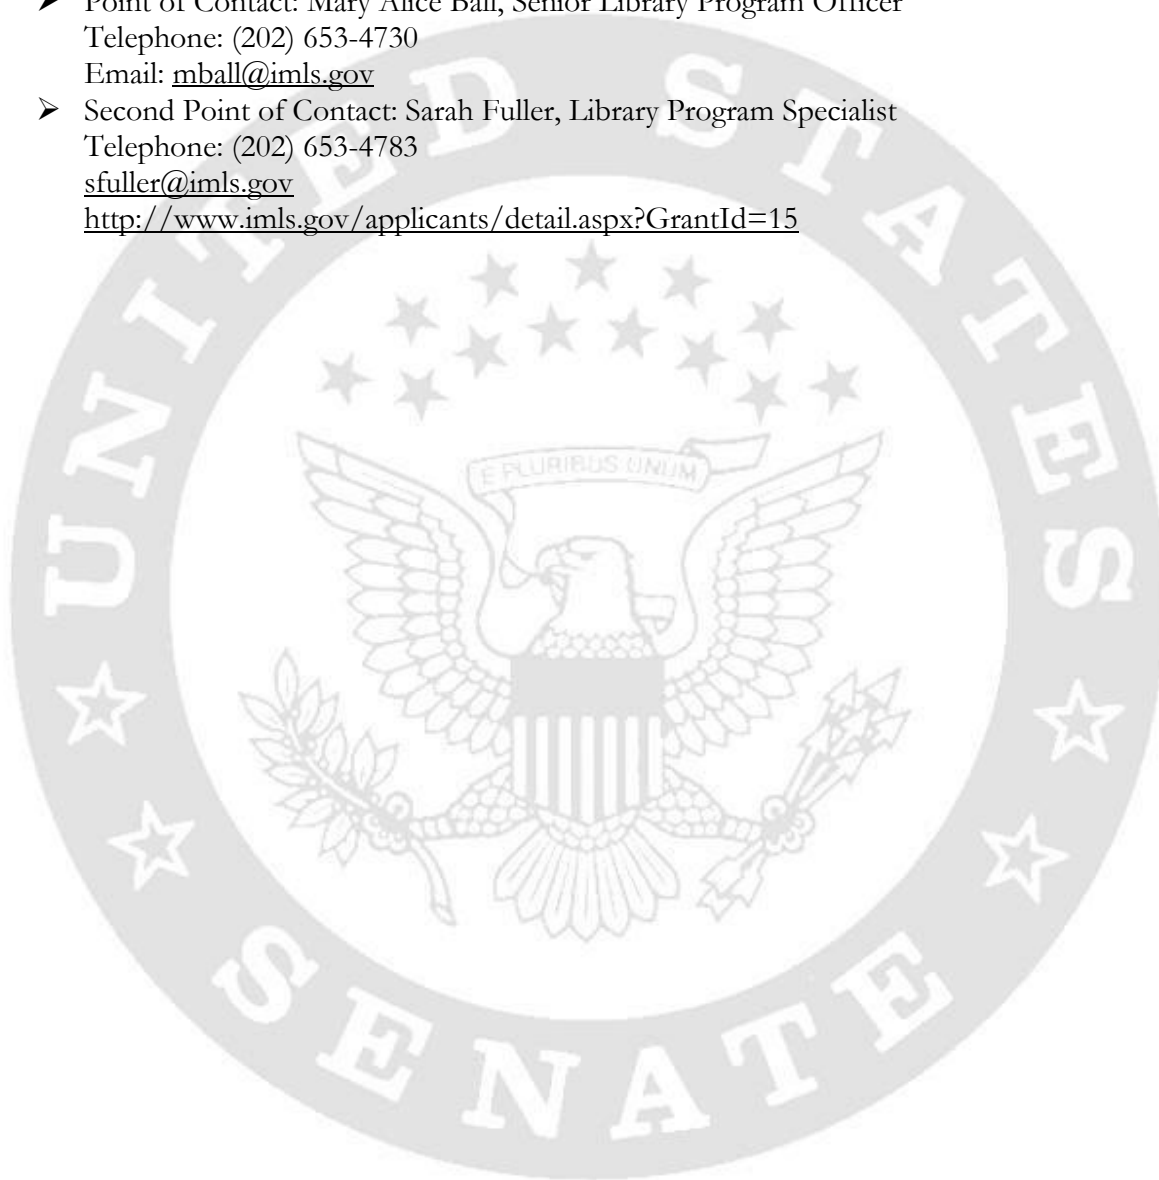 ➢ Point of Contact: Mary Alice Ball, Senior Library Program Officer
Telephone: (202) 653-4730
Email: mball@imls.gov
➢ Second Point of Contact: Sarah Fuller, Library Program Specialist
Telephone: (202) 653-4783
sfuller@imls.gov
http://www.imls.gov/applicants/detail.aspx?GrantId=15
UNITED STATES
E PLURIBUS UNUM
SENATE